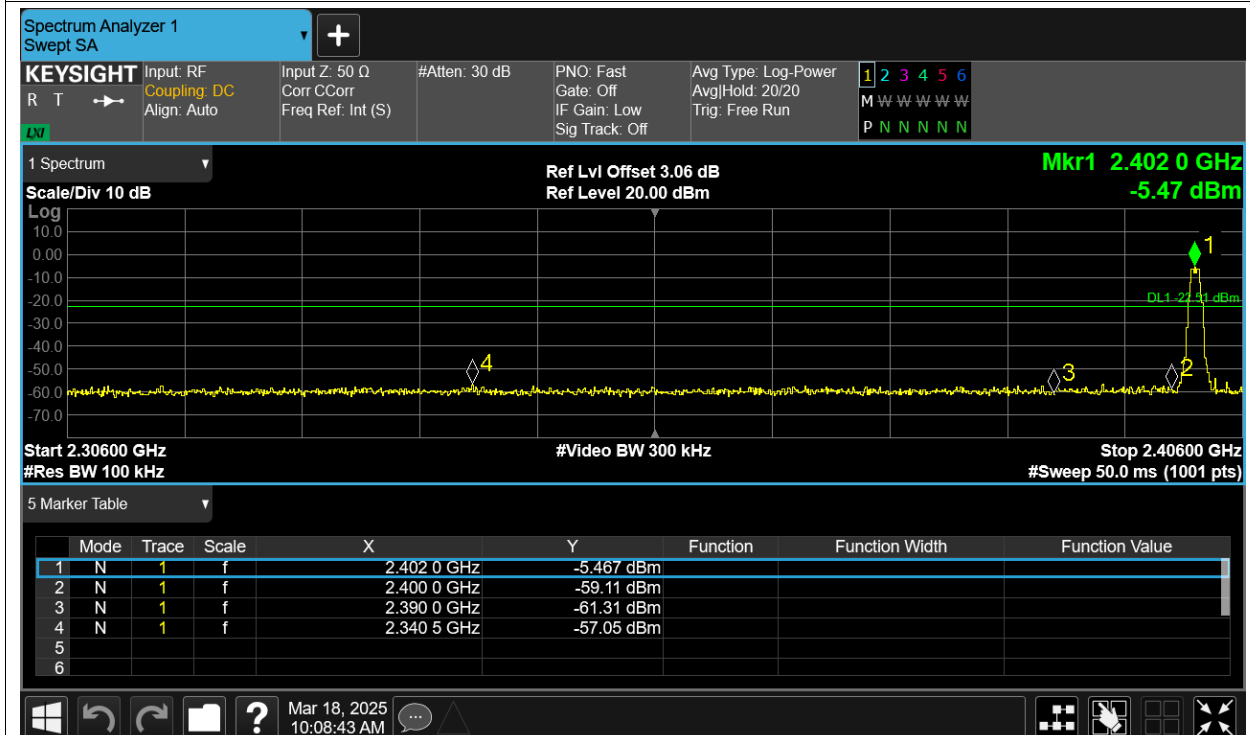 Spectrum Analyzer 1
Swept SA
+
KEYSIGHT
R T
LXI
Input: RF
Coupling: DC
Align: Auto
Input Z: 50 Ω
Corr CCorr
Freq Ref: Int (S)
#Atten: 30 dB
PNO: Fast
Gate: Off
IF Gain: Low
Sig Track: Off
Avg Type: Log-Power
Avg|Hold: 20/20
Trig: Free Run
1 2 3 4 5 6
M W W W W W
P N N N N N
1 Spectrum
Scale/Div 10 dB
Ref Lvl Offset 3.06 dB
Ref Level 20.00 dBm
Mkr1 2.402 0 GHz
-5.47 dBm
Log
10.0
0.00
-10.0
-20.0
-30.0
-40.0
-50.0
-60.0
-70.0
1
DL1 -22.51 dBm
4
3
2
Start 2.30600 GHz
#Video BW 300 kHz
Stop 2.40600 GHz
#Res BW 100 kHz
#Sweep 50.0 ms (1001 pts)
5 Marker Table
Mode Trace Scale X Y Function Function Width Function Value
1 N 1 f 2.402 0 GHz -5.467 dBm
2 N 1 f 2.400 0 GHz -59.11 dBm
3 N 1 f 2.390 0 GHz -61.31 dBm
4 N 1 f 2.340 5 GHz -57.05 dBm
5
6
?
Mar 18, 2025
10:08:43 AM